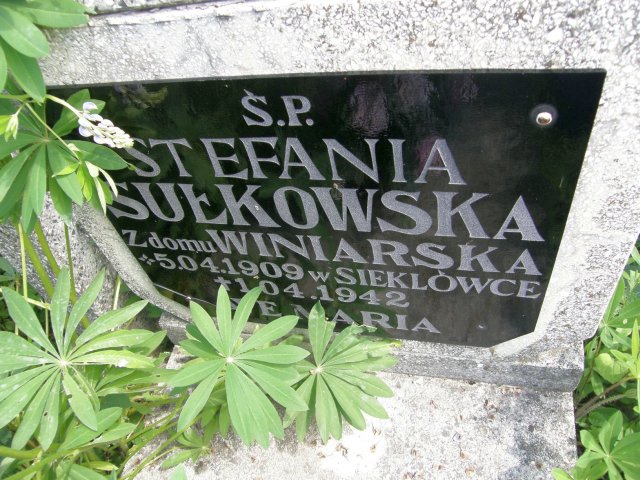 Ś.P.
STEFANIA
SUŁKOWSKA
Z domu WINIARSKA
*5.04.1909 w SIEKLÓWCE
+1.04.1942
MARIA